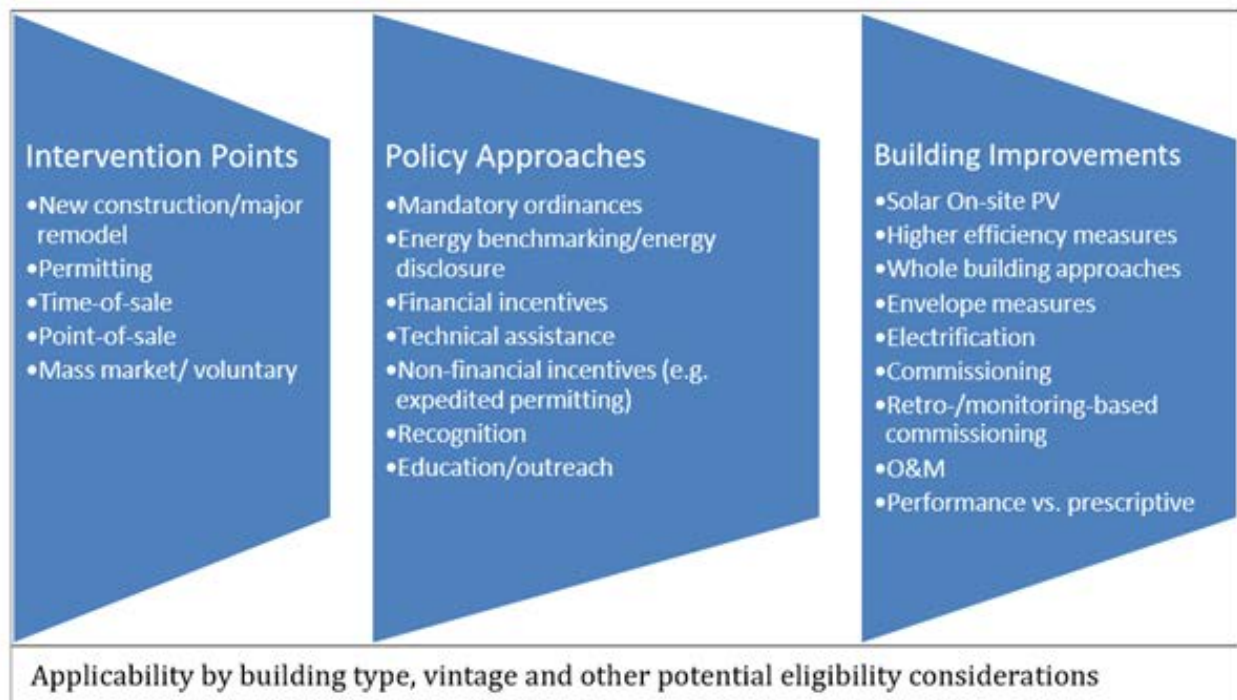 Intervention Points
•New construction/major
remodel
•Permitting
•Time-of-sale
•Point-of-sale
•Mass market/ voluntary
Policy Approaches
•Mandatory ordinances
•Energy benchmarking/energy
disclosure
•Financial incentives
•Technical assistance
•Non-financial incentives (e.g.
expedited permitting)
•Recognition
•Education/outreach
Building Improvements
•Solar On-site PV
•Higher efficiency measures
•Whole building approaches
•Envelope measures
•Electrification
•Commissioning
•Retro-/monitoring-based
commissioning
•O&M
•Performance vs. prescriptive
Applicability by building type, vintage and other potential eligibility considerations